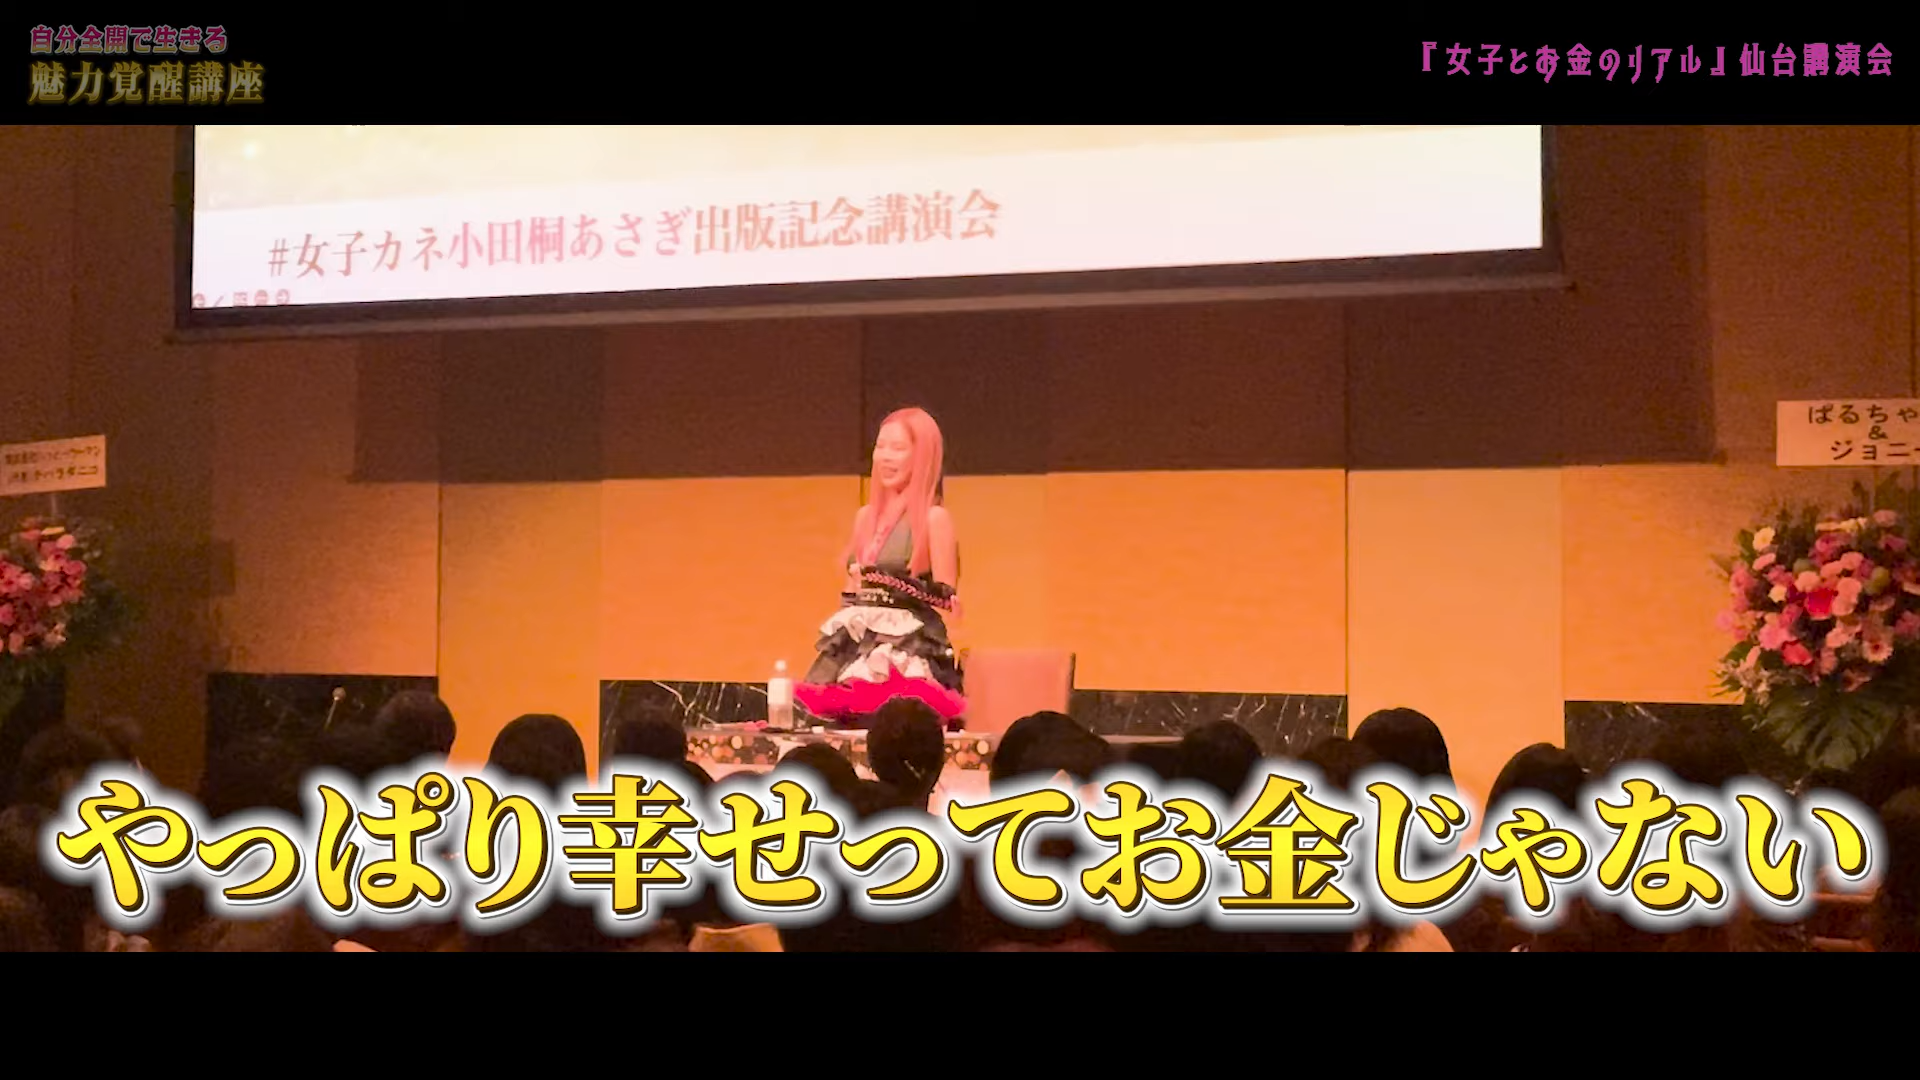 自分全開で生きる
魅力覚醒講座
『女子とお金のリアル』仙台講演会
#女子カネ小田桐あさぎ出版記念講演会
ぱるちゃ
&
ジョニー
やっぱり幸せってお金じゃない